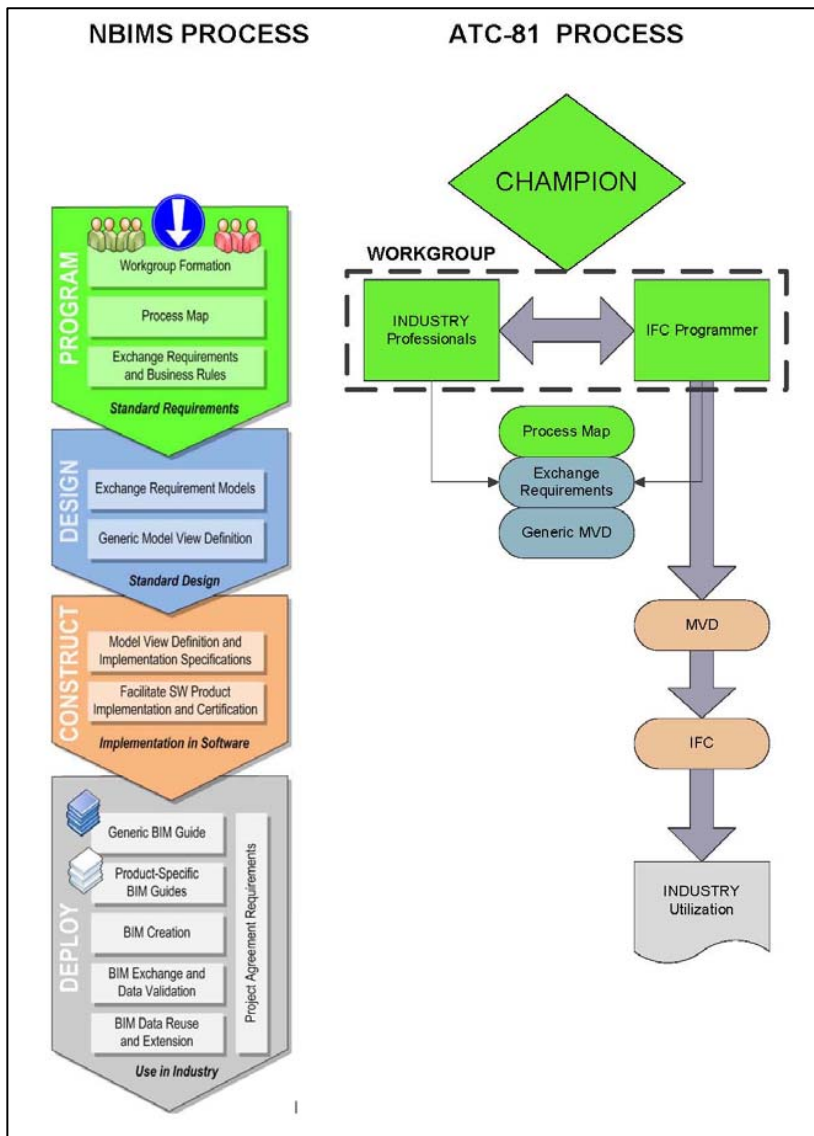 NBIMS PROCESS
ATC-81 PROCESS
PROGRAM
Workgroup Formation
Process Map
Exchange Requirements
and Business Rules
Standard Requirements
DESIGN
Exchange Requirement Models
Generic Model View Definition
Standard Design
CONSTRUCT
Model View Definition and
Implementation Specifications
Facilitate SW Product
Implementation and Certification
Implementation in Software
DEPLOY
Generic BIM Guide
Product-Specific
BIM Guides
BIM Creation
BIM Exchange and
Data Validation
BIM Data Reuse
and Extension
Project Agreement Requirements
Use in Industry
CHAMPION
WORKGROUP
INDUSTRY
Professionals
IFC Programmer
Process Map
Exchange
Requirements
Generic MVD
MVD
IFC
INDUSTRY
Utilization